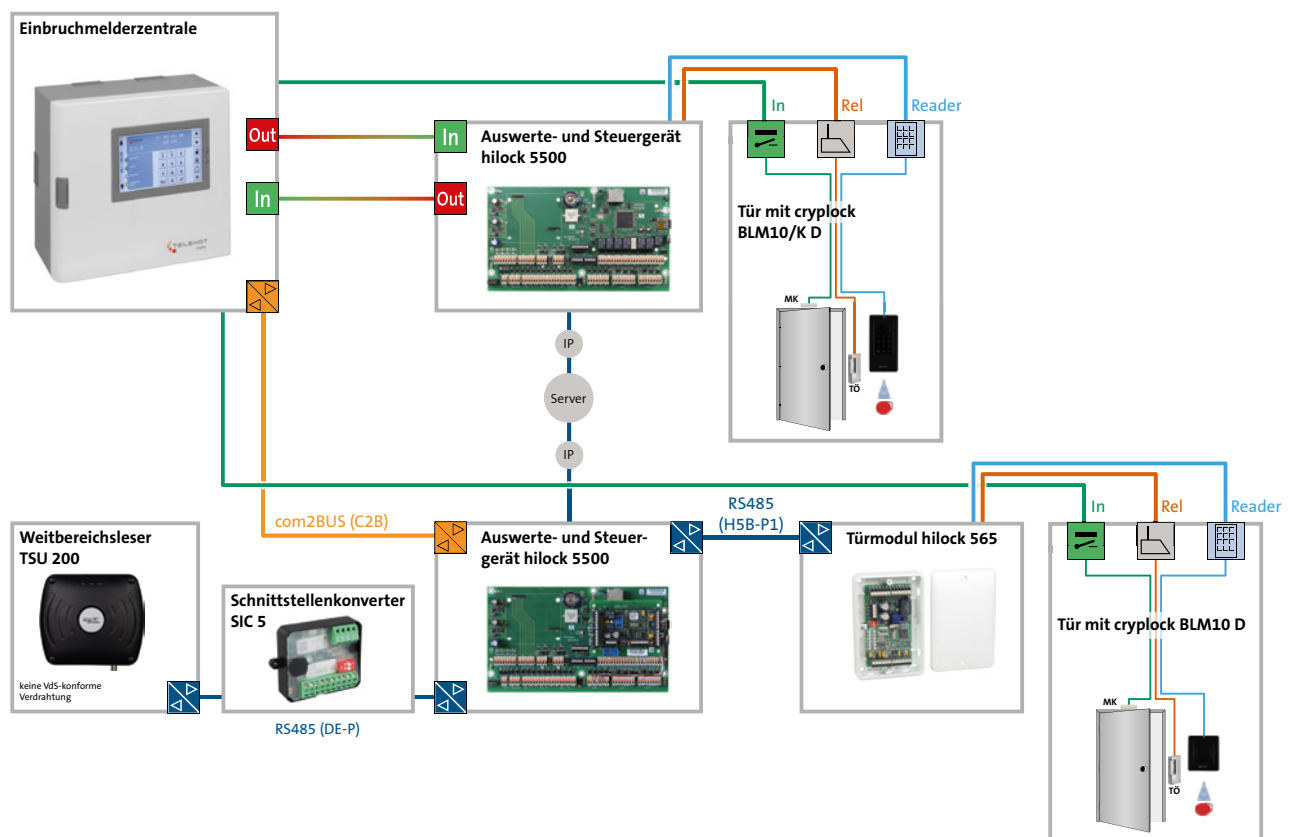 Einbruchmelderzentrale
TELENOT
Out
In
In
Out
Auswerte- und Steuergerät
hilock 5500
In
Rel
Reader
Tür mit cryplock
BLM10/K D
MK
TÖ
IP
Server
IP
com2BUS (C2B)
RS485
(H5B-P1)
Weitbereichsleser
TSU 200
keine VdS-konforme
Verdrahtung
Schnittstellenkonverter
SIC 5
RS485 (DE-P)
Auswerte- und Steuer-
gerät hilock 5500
Türmodul hilock 565
In
Rel
Reader
Tür mit cryplock BLM10 D
MK
TÖ